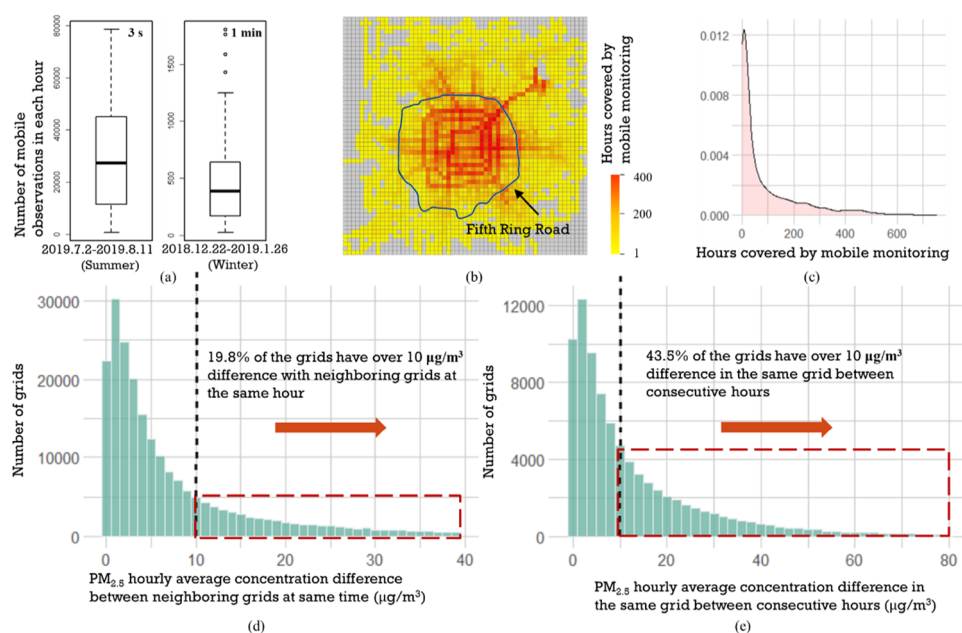 (a)
Number of mobile
observations in each hour
80000
60000
40000
20000
0
3 s
2019.7.2-2019.8.11
(Summer)
1500
1000
500
0
1 min
2018.12.22-2019.1.26
(Winter)
(a)
(b)
Fifth Ring Road
Hours covered by
mobile monitoring
400
200
1
(b)
(c)
0.012
0.008
0.004
0.000
0
200
400
600
Hours covered by mobile monitoring
(c)
Number of grids
30000
20000
10000
0
19.8% of the grids have over 10 μg/m³
difference with neighboring grids at
the same hour
0
10
20
30
40
PM2.5 hourly average concentration difference
between neighboring grids at same time (μg/m³)
(d)
Number of grids
12000
8000
4000
0
43.5% of the grids have over 10 μg/m³
difference in the same grid between
consecutive hours
0
10
20
40
60
80
PM2.5 hourly average concentration difference in
the same grid between consecutive hours (μg/m³)
(e)